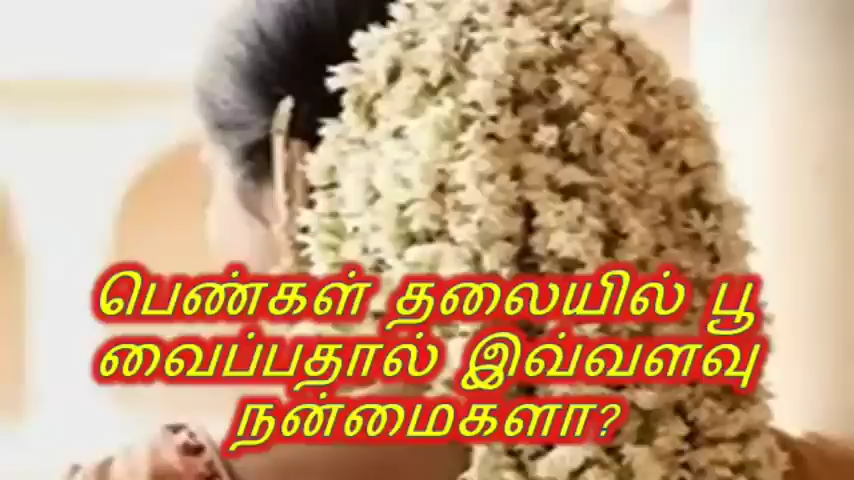 பெண்கள் தலையில் பூ
வைப்பதால் இவ்வளவு
நன்மைகளா?